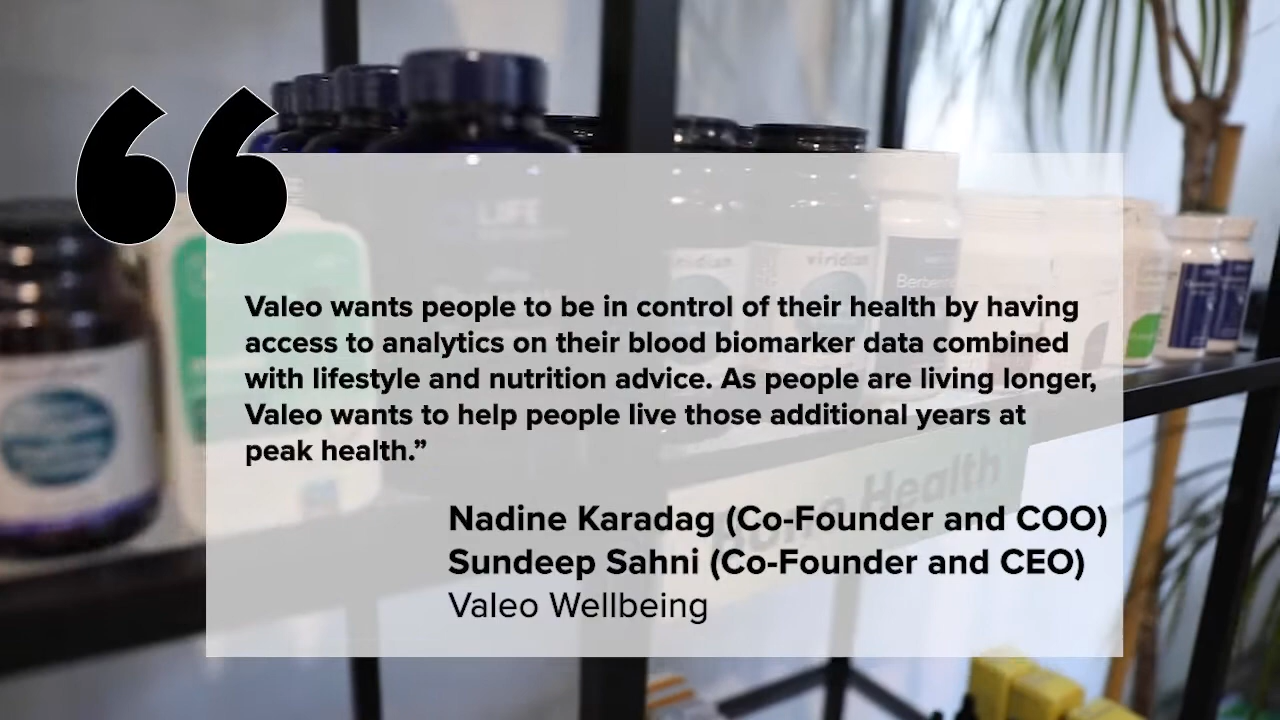 LIFE
viridian
Valeo wants people to be in control of their health by having
access to analytics on their blood biomarker data combined
with lifestyle and nutrition advice. As people are living longer,
Valeo wants to help people live those additional years at
peak health.”
Health
Nadine Karadag (Co-Founder and COO)
Sundeep Sahni (Co-Founder and CEO)
Valeo Wellbeing